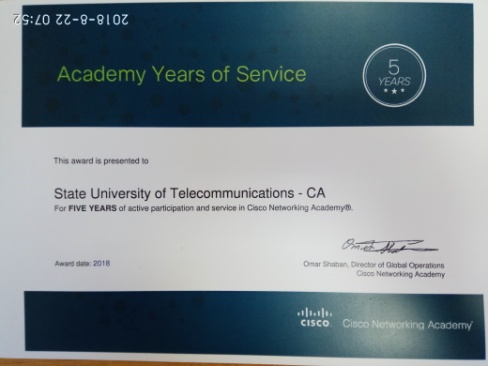 2018-8-22 07:52
Academy Years of Service
5
YEARS
This award is presented to
State University of Telecommunications - CA
For FIVE YEARS of active participation and service in Cisco Networking Academy®.
Award date: 2018
Omar Shaban, Director of Global Operations
Cisco Networking Academy
CISCO. Cisco Networking Academy®